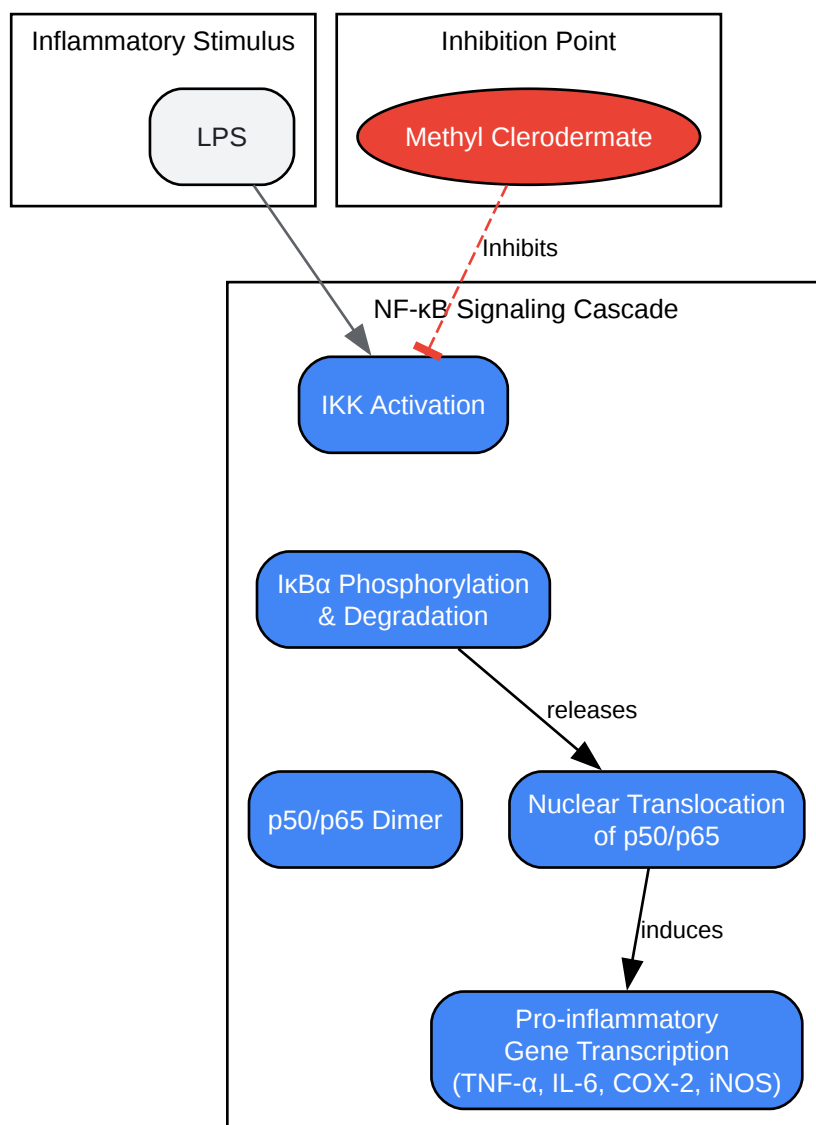 Inflammatory Stimulus
Inhibition Point
LPS
Methyl Clerodermate
Inhibits
NF-κB Signaling Cascade
IKK Activation
IκBα Phosphorylation
& Degradation
releases
p50/p65 Dimer
Nuclear Translocation
of p50/p65
induces
Pro-inflammatory
Gene Transcription
(TNF-α, IL-6, COX-2, iNOS)